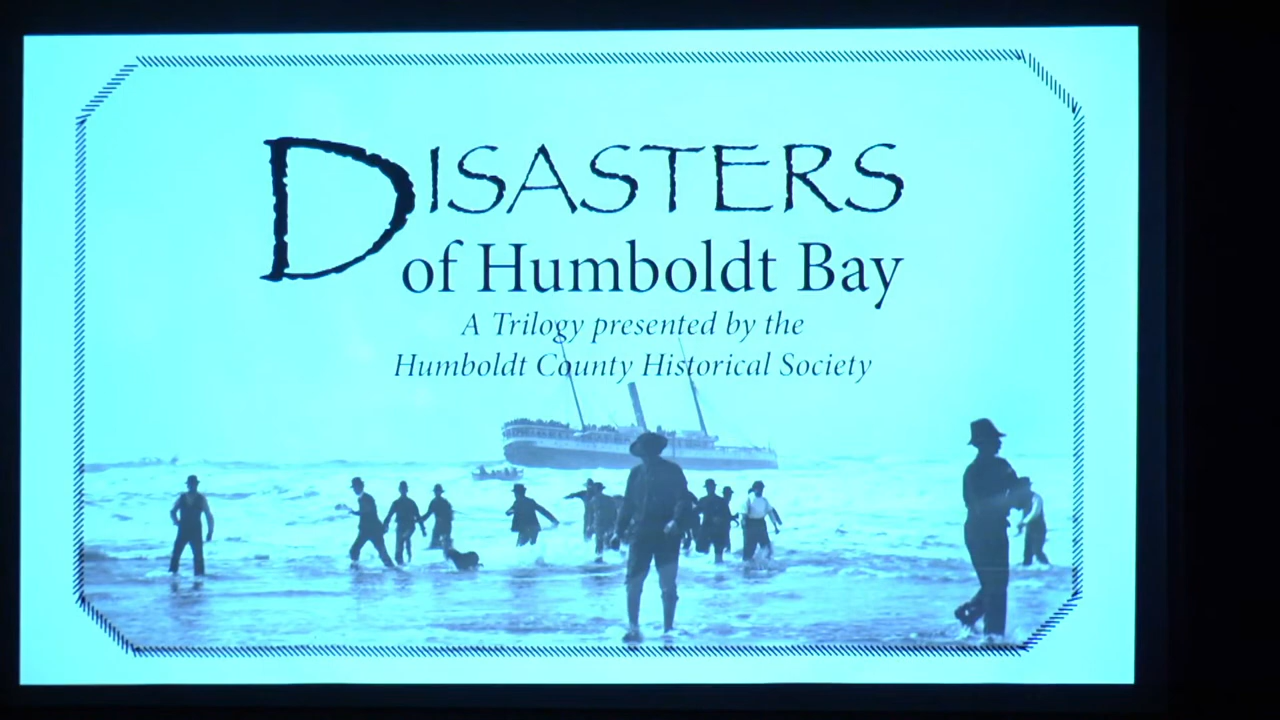 DISASTERS
of Humboldt Bay
A Trilogy presented by the
Humboldt County Historical Society